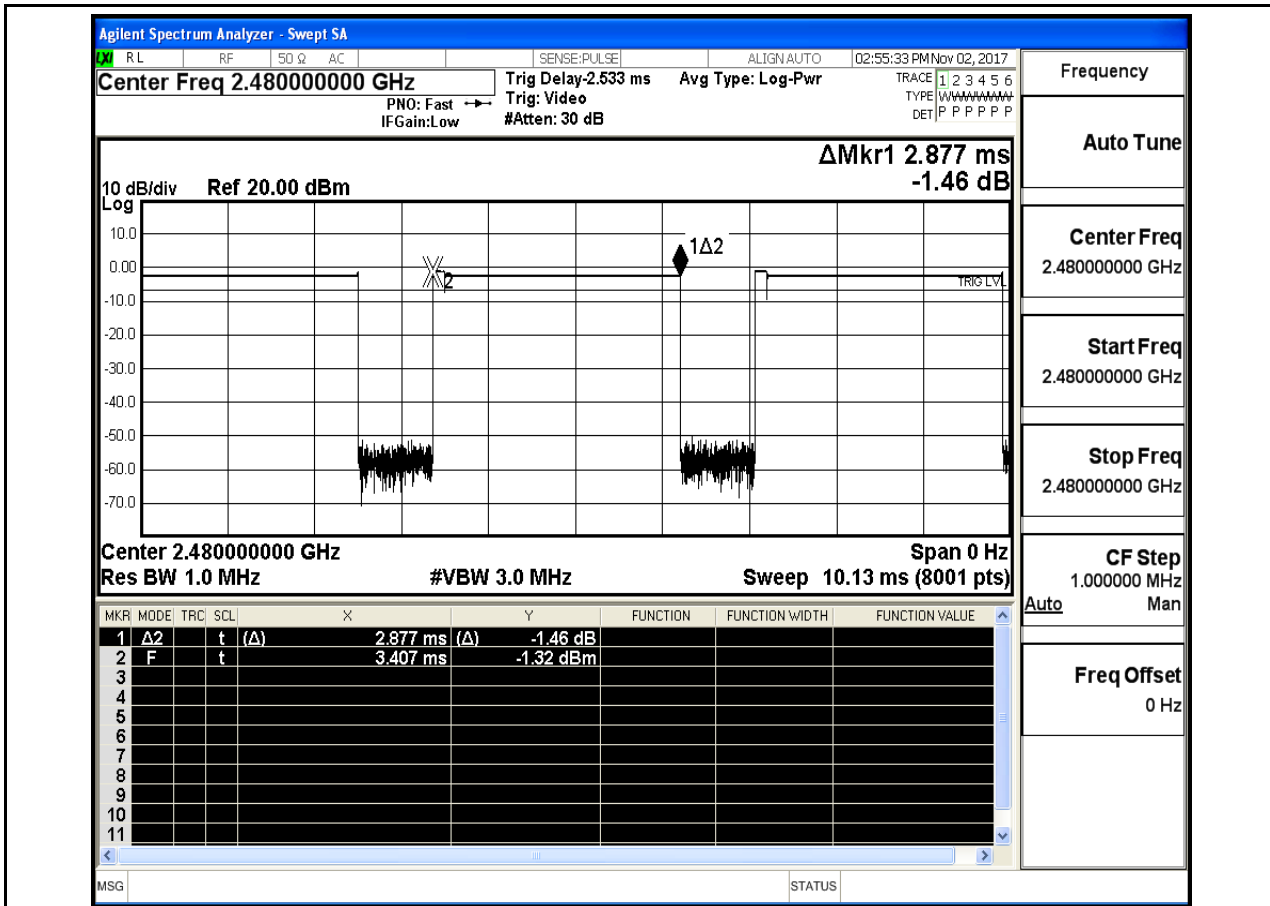 Agilent Spectrum Analyzer - Swept SA
LXI RL RF 50 Ω AC SENSE:PULSE ALIGN AUTO 02:55:33 PM Nov 02, 2017
Center Freq 2.480000000 GHz
PNO: Fast
IFGain:Low
Trig Delay-2.533 ms
Trig: Video
#Atten: 30 dB
Avg Type: Log-Pwr
TRACE 1 2 3 4 5 6
TYPE WWWWWW
DET P P P P P P
ΔMkr1 2.877 ms
-1.46 dB
10 dB/div Ref 20.00 dBm
Log
10.0
0.00
-10.0
-20.0
-30.0
-40.0
-50.0
-60.0
-70.0
2
1Δ2
TRIG LVL
Center 2.480000000 GHz Span 0 Hz
Res BW 1.0 MHz #VBW 3.0 MHz Sweep 10.13 ms (8001 pts)
MKR MODE TRC SCL X Y FUNCTION FUNCTION WIDTH FUNCTION VALUE
1 Δ2 t (Δ) 2.877 ms (Δ) -1.46 dB
2 F t 3.407 ms -1.32 dBm
3
4
5
6
7
8
9
10
11
MSG STATUS
Frequency
Auto Tune
Center Freq
2.480000000 GHz
Start Freq
2.480000000 GHz
Stop Freq
2.480000000 GHz
CF Step
1.000000 MHz
Auto Man
Freq Offset
0 Hz